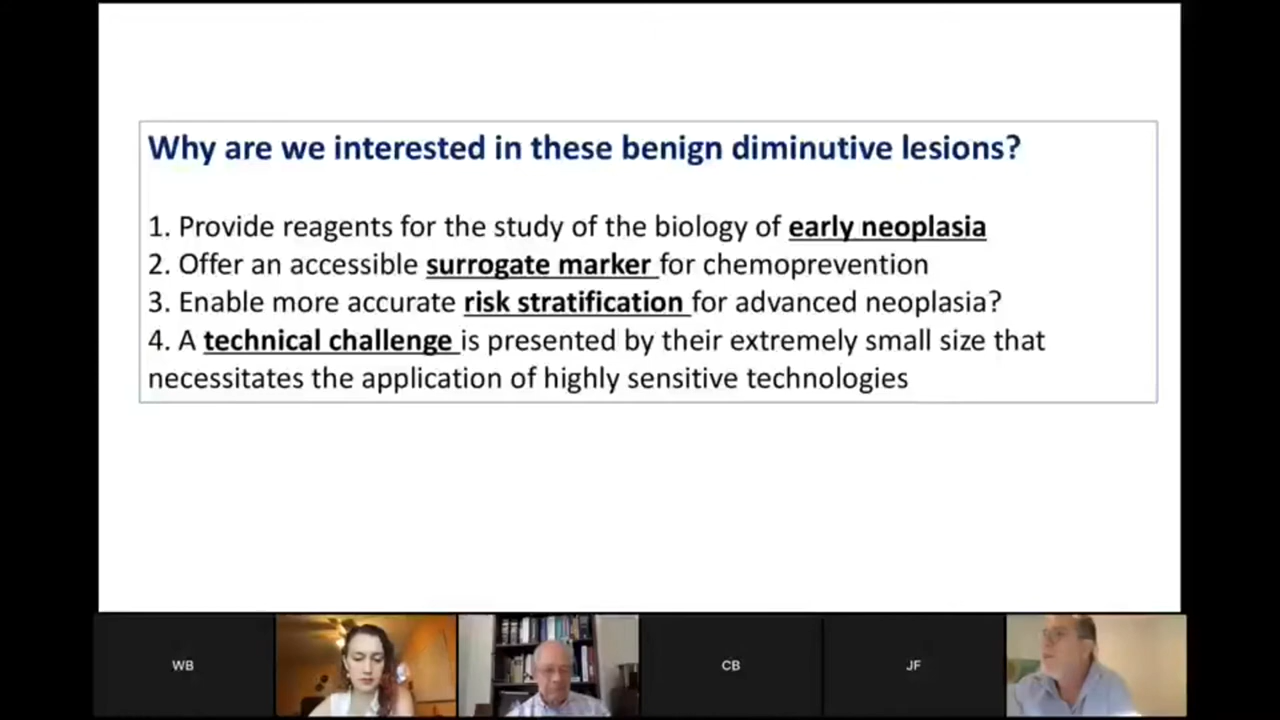 Why are we interested in these benign diminutive lesions?
1. Provide reagents for the study of the biology of early neoplasia
2. Offer an accessible surrogate marker for chemoprevention
3. Enable more accurate risk stratification for advanced neoplasia?
4. A technical challenge is presented by their extremely small size that
necessitates the application of highly sensitive technologies
WB
CB
JF